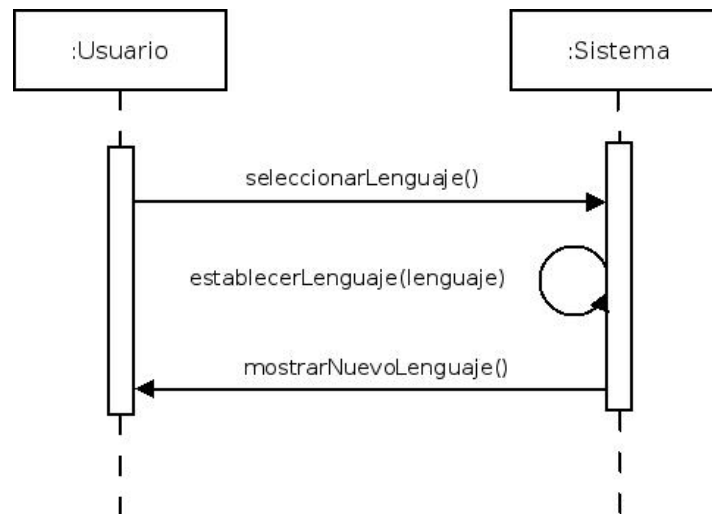 :Usuario
:Sistema
seleccionarLenguaje()
establecerLenguaje(lenguaje)
mostrarNuevoLenguaje()